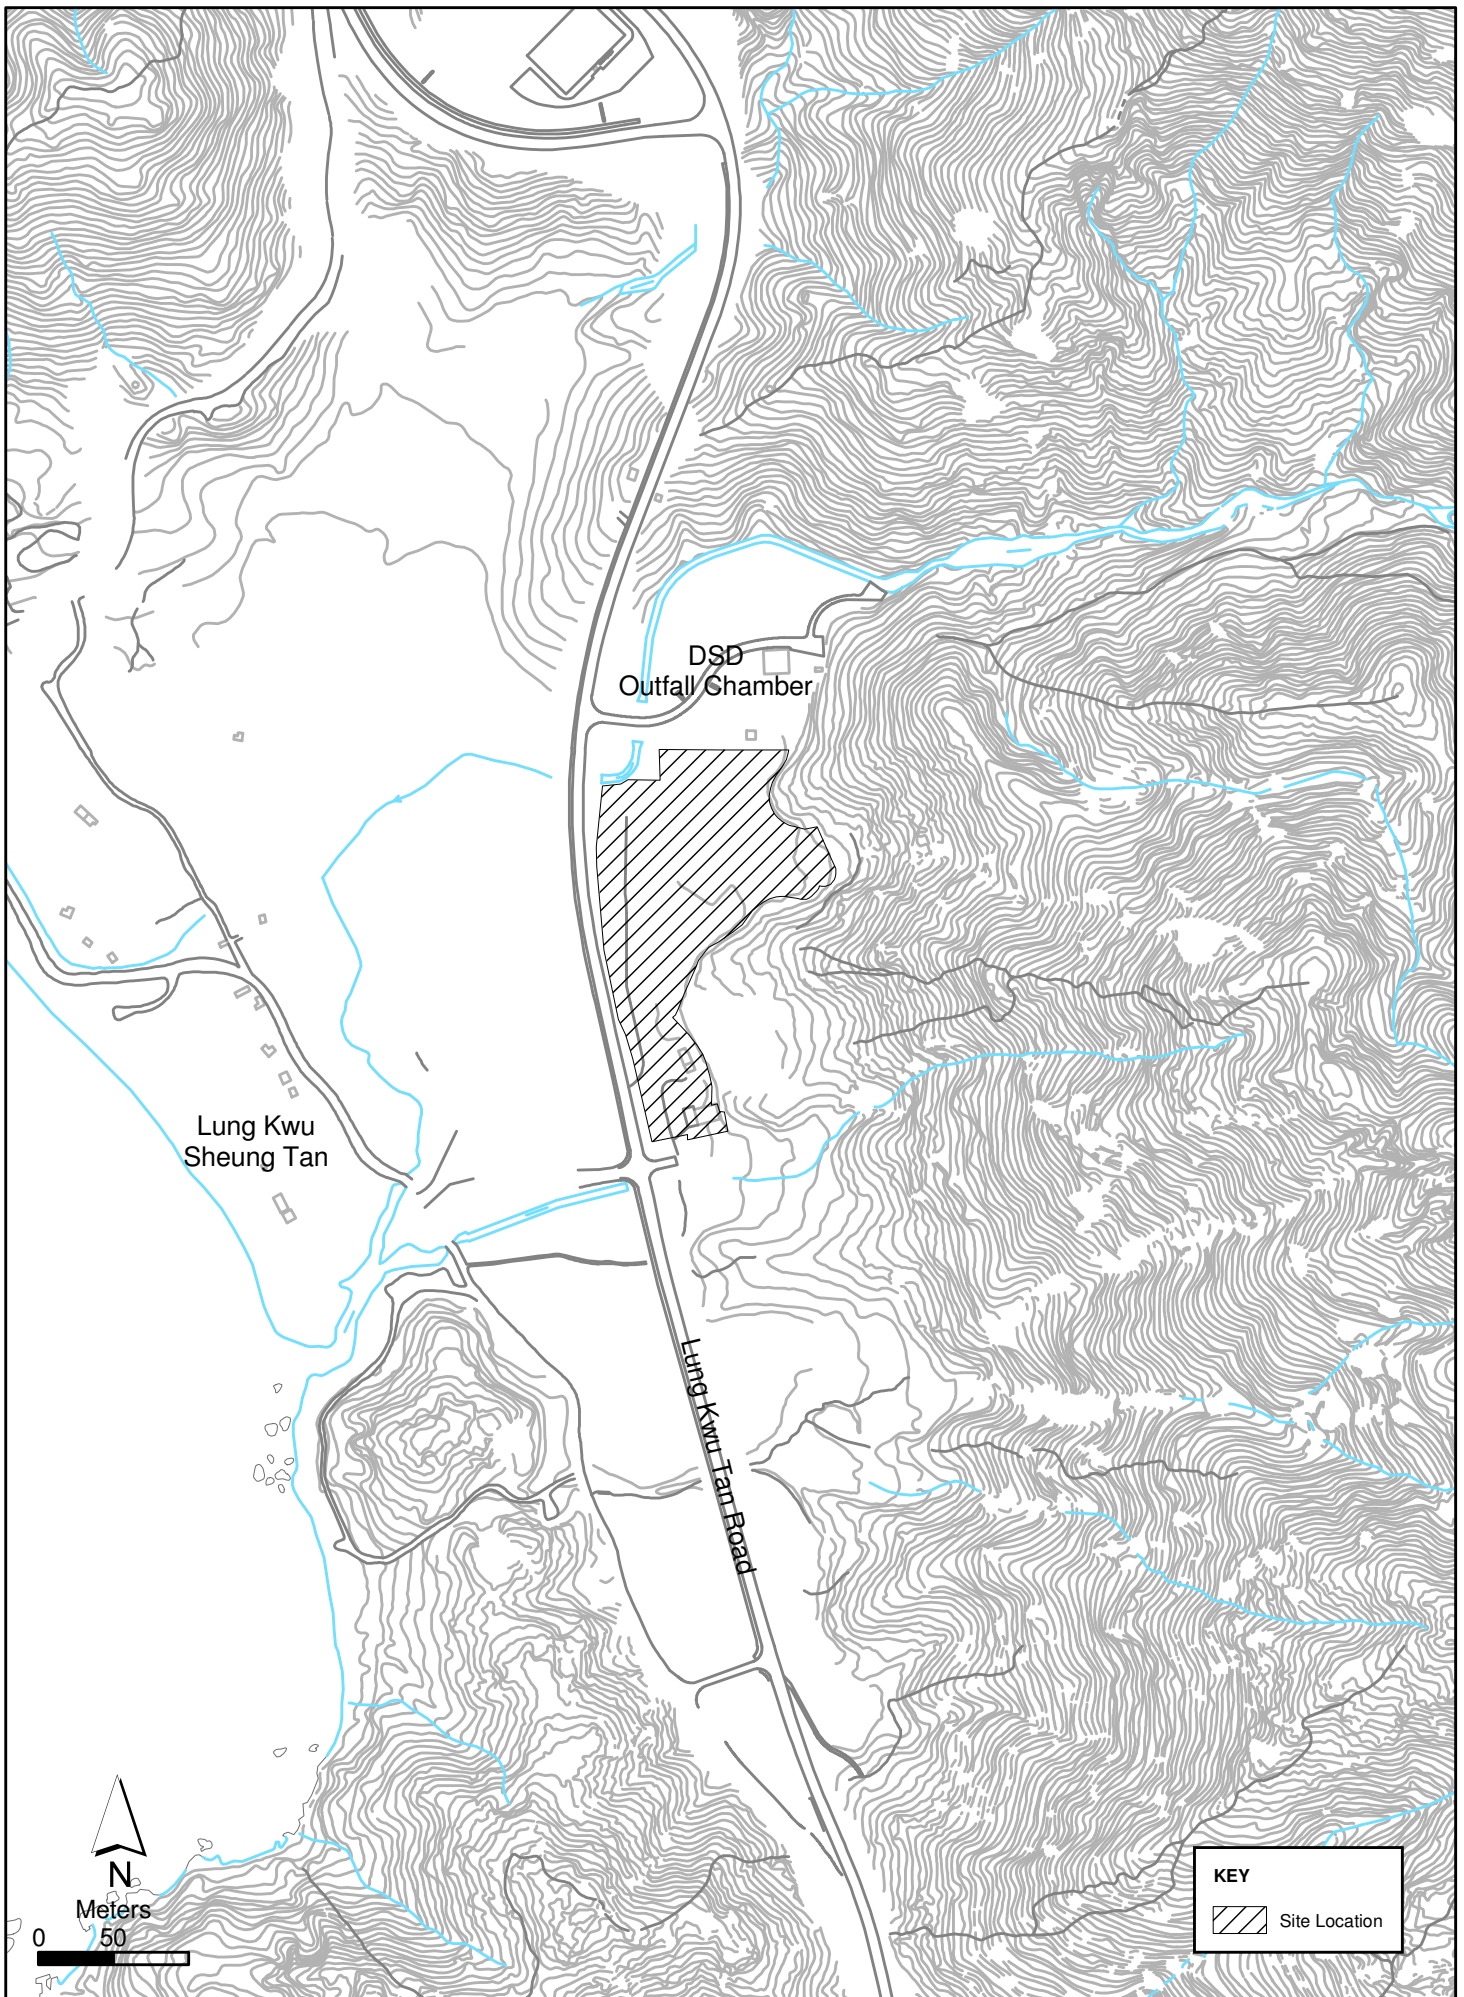 DSD
Outfall Chamber
Lung Kwu
Sheung Tan
Lung Kwu Tan Road
N
Meters
0 50
KEY
Site Location